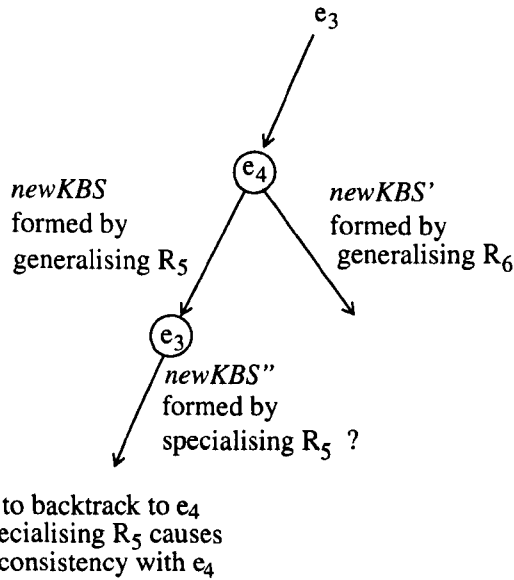 e₃
e₄
newKBS
formed by
generalising R₅
newKBS'
formed by
generalising R₆
e₃
newKBS"
formed by
specialising R₅ ?
to backtrack to e₄
ecialising R₅ causes
consistency with e₄